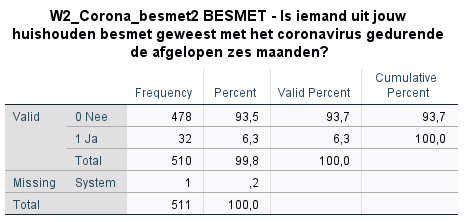 W2_Corona_besmet2 BESMET - Is iemand uit jouw
huishouden besmet geweest met het coronavirus gedurende
de afgelopen zes maanden?
Frequency Percent Valid Percent Cumulative Percent
Valid 0 Nee 478 93,5 93,7 93,7
1 Ja 32 6,3 6,3 100,0
Total 510 99,8 100,0
Missing System 1 ,2
Total 511 100,0